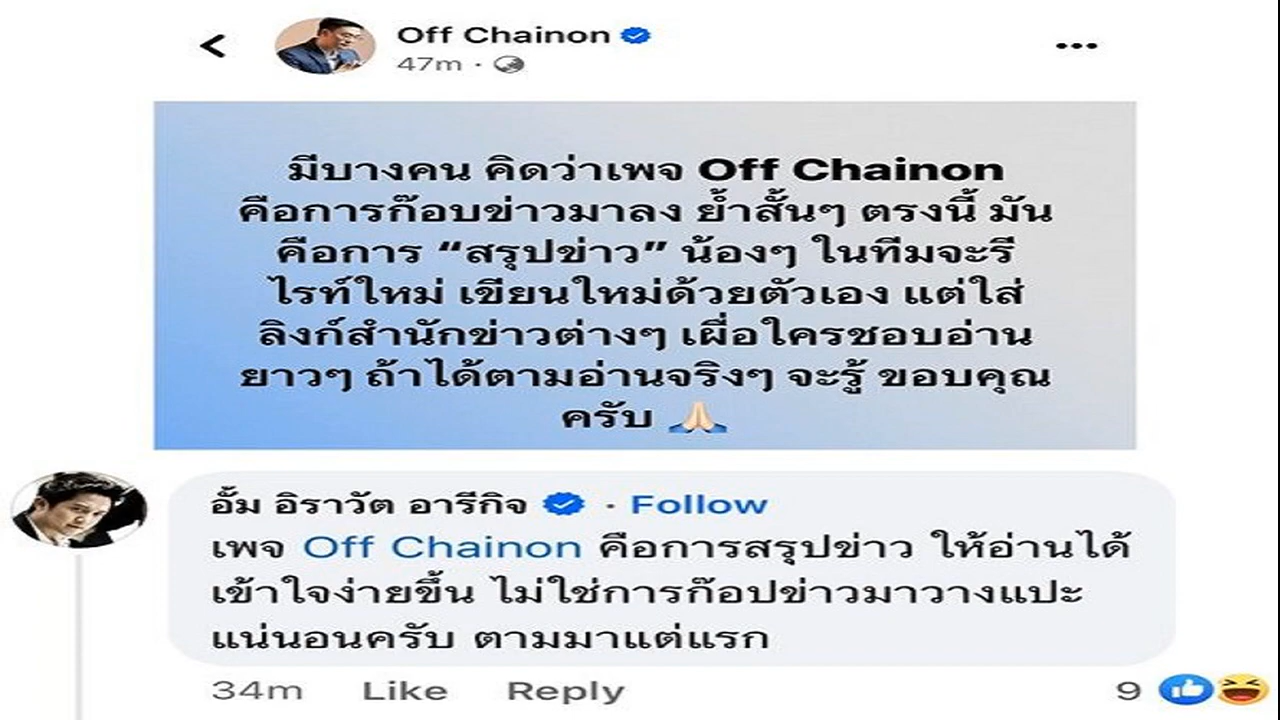 Off Chainon
47m ·
มีบางคน คิดว่าเพจ Off Chainon
คือการก๊อบข่าวมาลง ย้ำสั้นๆ ตรงนี้ มัน
คือการ “สรุปข่าว” น้องๆ ในทีมจะรี
ไรท์ใหม่ เขียนใหม่ด้วยตัวเอง แต่ใส่
ลิงก์สำนักข่าวต่างๆ เผื่อใครชอบอ่าน
ยาวๆ ถ้าได้ตามอ่านจริงๆ จะรู้ ขอบคุณ
ครับ 🙏🏻
อั้ม อิราวัต อารีกิจ · Follow
เพจ Off Chainon คือการสรุปข่าว ให้อ่านได้
เข้าใจง่ายขึ้น ไม่ใช่การก๊อปข่าวมาวางแปะ
แน่นอนครับ ตามมาแต่แรก
34m Like Reply 9